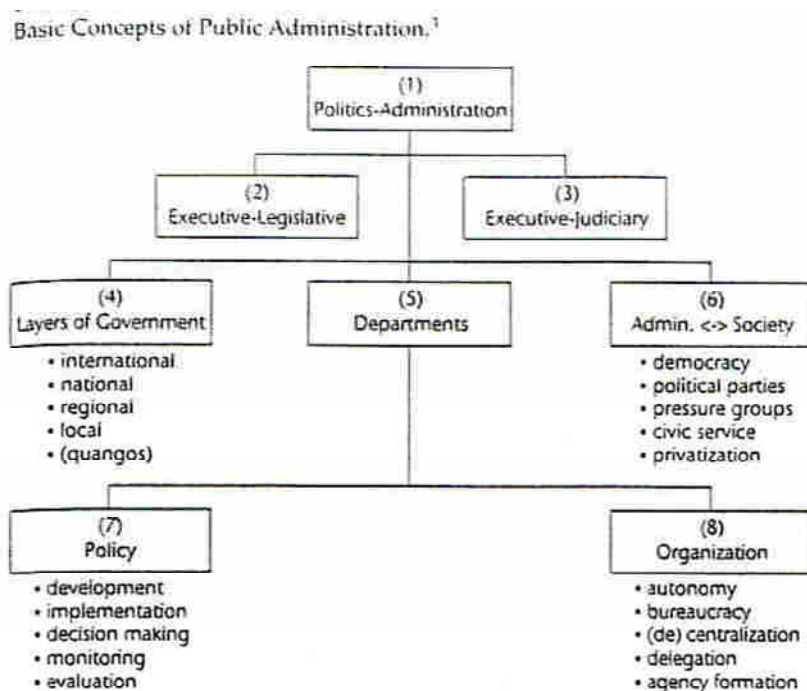 Basic Concepts of Public Administration.¹
(1)
Politics-Administration
(2)
Executive-Legislative
(3)
Executive-Judiciary
(4)
Layers of Government
• international
• national
• regional
• local
• (quangos)
(5)
Departments
(6)
Admin. <-> Society
• democracy
• political parties
• pressure groups
• civic service
• privatization
(7)
Policy
• development
• implementation
• decision making
• monitoring
• evaluation
(8)
Organization
• autonomy
• bureaucracy
• (de) centralization
• delegation
• agency formation